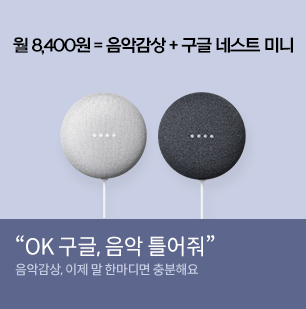 월 8,400원 = 음악감상 + 구글 네스트 미니
“OK 구글, 음악 틀어줘”
음악감상, 이제 말 한마디면 충분해요